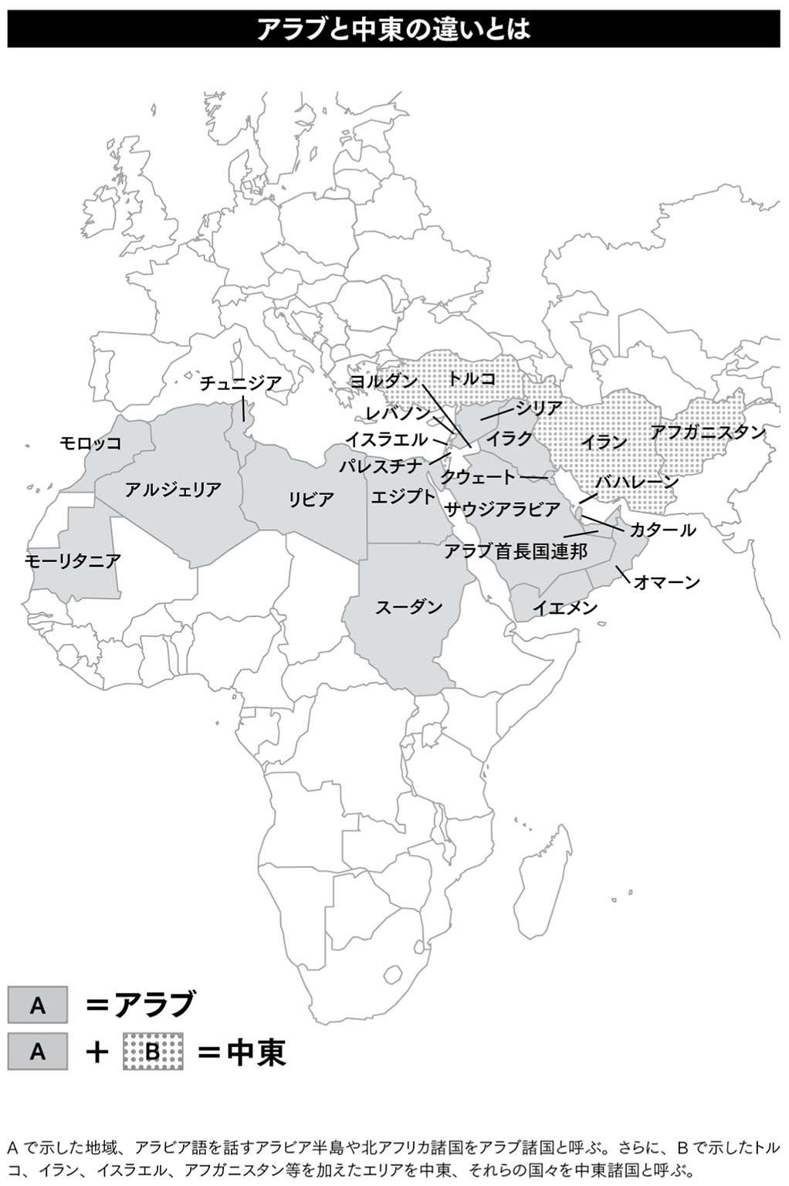 アラブと中東の違いとは
チュニジア
ヨルダン
トルコ
レバノン
シリア
モロッコ
イスラエル
イラク
イラン
アフガニスタン
パレスチナ
クウェート
バハレーン
アルジェリア
リビア
エジプト
サウジアラビア
カタール
モーリタニア
アラブ首長国連邦
オマーン
スーダン
イエメン
A =アラブ
A + B =中東
A で示した地域、アラビア語を話すアラビア半島や北アフリカ諸国をアラブ諸国と呼ぶ。さらに、B で示したトル
コ、イラン、イスラエル、アフガニスタン等を加えたエリアを中東、それらの国々を中東諸国と呼ぶ。